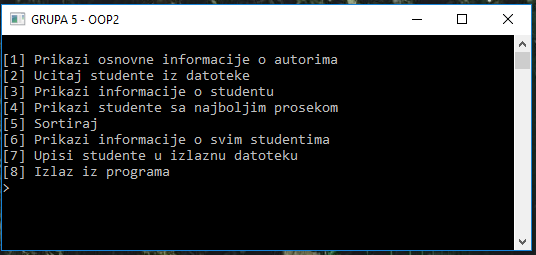 GRUPA 5 - OOP2
[1] Prikazi osnovne informacije o autorima
[2] Ucitaj studente iz datoteke
[3] Prikazi informacije o studentu
[4] Prikazi studente sa najboljim prosekom
[5] Sortiraj
[6] Prikazi informacije o svim studentima
[7] Upisi studente u izlaznu datoteku
[8] Izlaz iz programa
>